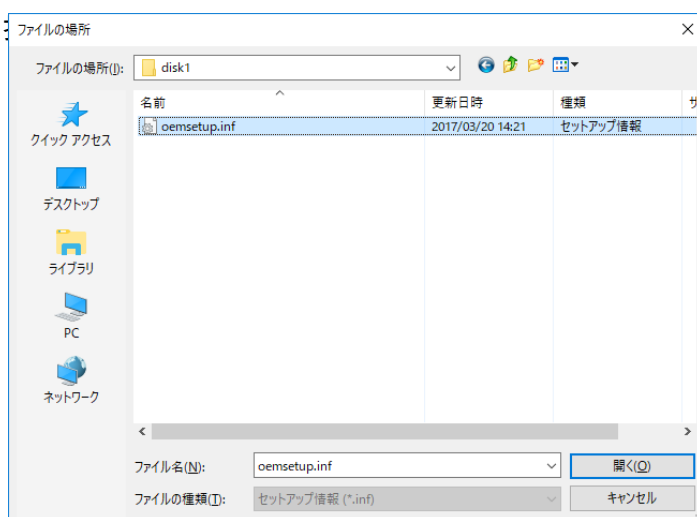 ファイルの場所
ファイルの場所(I): disk1
名前 更新日時 種類 サ
oemsetup.inf 2017/03/20 14:21 セットアップ情報
クイック アクセス
デスクトップ
ライブラリ
PC
ネットワーク
ファイル名(N): oemsetup.inf 開く(O)
ファイルの種類(T): セットアップ情報 (*.inf) キャンセル